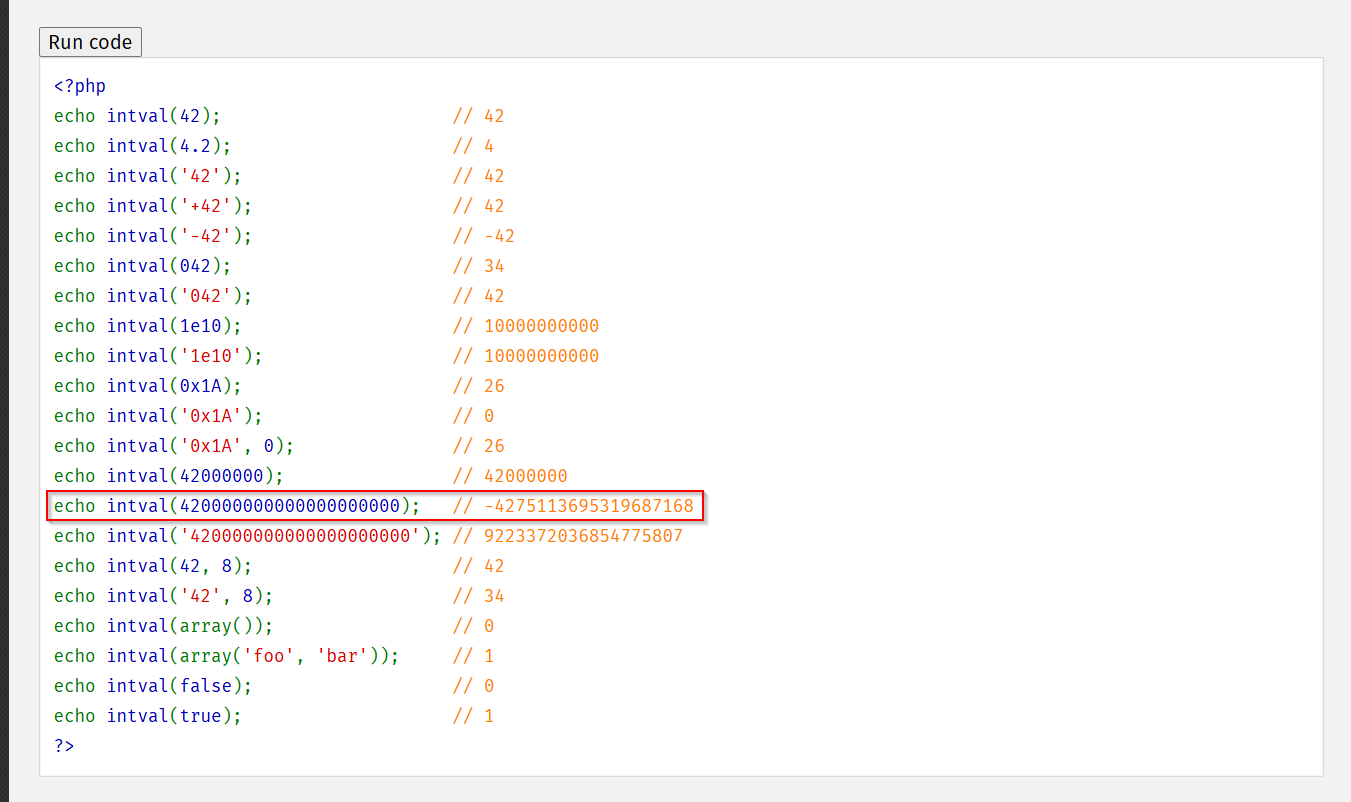 Run code
<?php
echo intval(42);                      // 42
echo intval(4.2);                     // 4
echo intval('42');                    // 42
echo intval('+42');                   // 42
echo intval('-42');                   // -42
echo intval(042);                     // 34
echo intval('042');                   // 42
echo intval(1e10);                    // 10000000000
echo intval('1e10');                  // 10000000000
echo intval(0x1A);                    // 26
echo intval('0x1A');                  // 0
echo intval('0x1A', 0);               // 26
echo intval(42000000);                // 42000000
echo intval(420000000000000000000);   // -4275113695319687168
echo intval('420000000000000000000'); // 9223372036854775807
echo intval(42, 8);                   // 42
echo intval('42', 8);                 // 34
echo intval(array());                 // 0
echo intval(array('foo', 'bar'));     // 1
echo intval(false);                   // 0
echo intval(true);                    // 1
?>